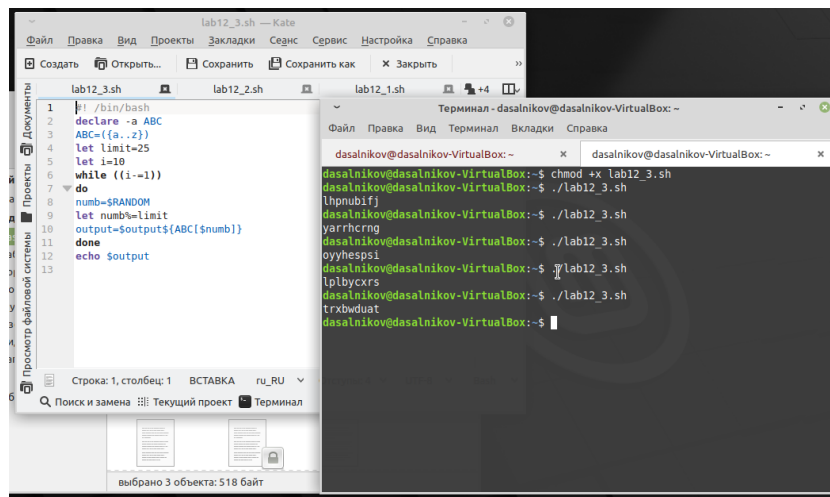 lab12_3.sh — Kate
Файл Правка Вид Проекты Закладки Сеанс Сервис Настройка Справка
Создать Открыть... Сохранить Сохранить как Закрыть »
lab12_3.sh lab12_2.sh lab12_1.sh +4
Документы
Проекты
Просмотр файловой системы
1 #! /bin/bash
2 declare -a ABC
3 ABC=({a..z})
4 let limit=25
5 let i=10
6 while ((i-=1))
7 do
8 numb=$RANDOM
9 let numb%=limit
10 output=$output${ABC[$numb]}
11 done
12 echo $output
13
Строка: 1, столбец: 1 ВСТАВКА ru_RU
Поиск и замена Текущий проект Терминал
выбрано 3 объекта: 518 байт
Терминал - dasalnikov@dasalnikov-VirtualBox: ~
Файл Правка Вид Терминал Вкладки Справка
dasalnikov@dasalnikov-VirtualBox: ~ dasalnikov@dasalnikov-VirtualBox: ~
dasalnikov@dasalnikov-VirtualBox:~$ chmod +x lab12_3.sh
dasalnikov@dasalnikov-VirtualBox:~$ ./lab12_3.sh
lhpnubifj
dasalnikov@dasalnikov-VirtualBox:~$ ./lab12_3.sh
yarrhcrng
dasalnikov@dasalnikov-VirtualBox:~$ ./lab12_3.sh
oyyhespsi
dasalnikov@dasalnikov-VirtualBox:~$ ./lab12_3.sh
lplbycxrs
dasalnikov@dasalnikov-VirtualBox:~$ ./lab12_3.sh
trxbwduat
dasalnikov@dasalnikov-VirtualBox:~$